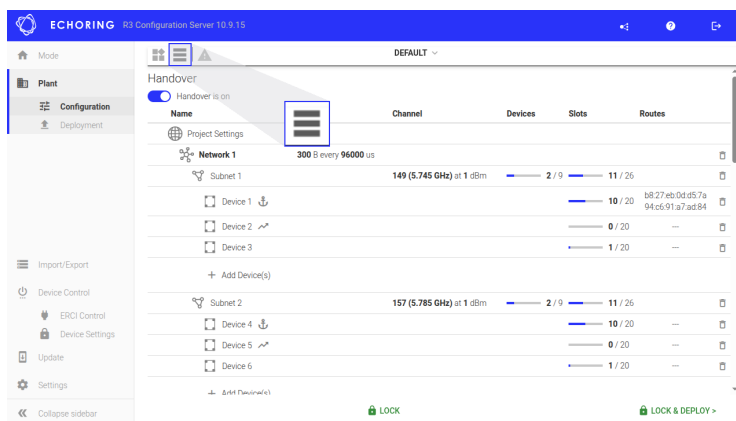 ECHORING R3 Configuration Server 10.9.15
Mode
Plant
Configuration
Deployment
Import/Export
Device Control
ERCI Control
Device Settings
Update
Settings
Collapse sidebar
DEFAULT
Handover
Handover is on
Name Channel Devices Slots Routes
Project Settings
Network 1 300 B every 96000 us
Subnet 1 149 (5.745 GHz) at 1 dBm 2 / 9 11 / 26
Device 1 10 / 20 b8:27:eb:0d:d5:7a
94:c6:91:a7:ad:84
Device 2 0 / 20 —
Device 3 1 / 20 —
+ Add Device(s)
Subnet 2 157 (5.785 GHz) at 1 dBm 2 / 9 11 / 26
Device 4 10 / 20 —
Device 5 0 / 20 —
Device 6 1 / 20 —
+ Add Device(s)
LOCK LOCK & DEPLOY >